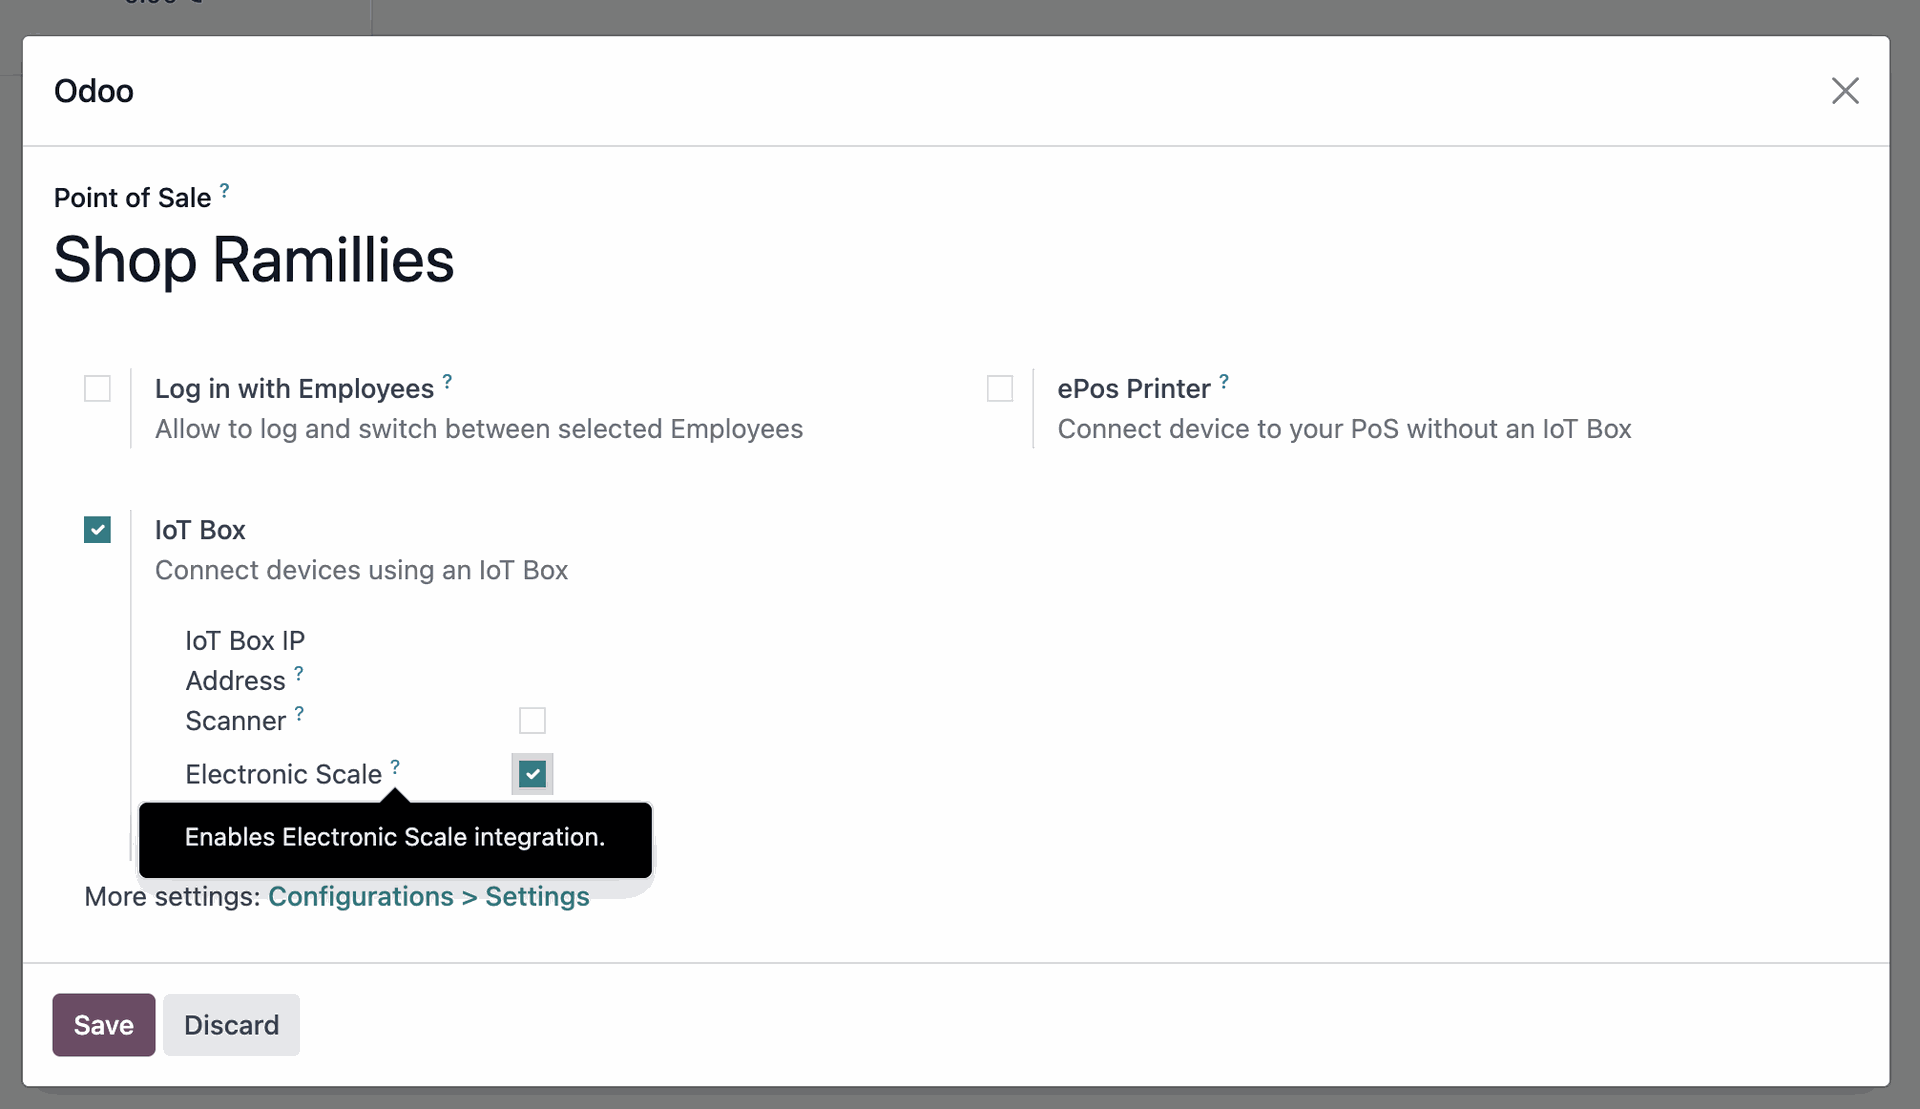 Odoo
Point of Sale ?
Shop Ramillies
Log in with Employees ?
Allow to log and switch between selected Employees
ePos Printer ?
Connect device to your PoS without an IoT Box
IoT Box
Connect devices using an IoT Box
IoT Box IP
Address ?
Scanner ?
Electronic Scale ?
Enables Electronic Scale integration.
More settings: Configurations > Settings
Save
Discard